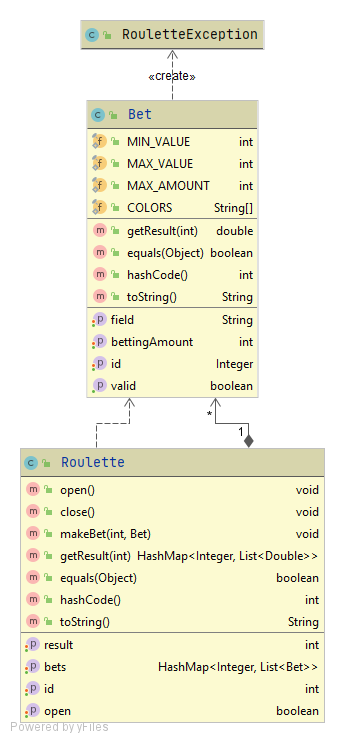 RouletteException
«create»
Bet
MIN_VALUE int
MAX_VALUE int
MAX_AMOUNT int
COLORS String[]
getResult(int) double
equals(Object) boolean
hashCode() int
toString() String
field String
bettingAmount int
id Integer
valid boolean
*
1
Roulette
open() void
close() void
makeBet(int, Bet) void
getResult(int) HashMap<Integer, List<Double>>
equals(Object) boolean
hashCode() int
toString() String
result int
bets HashMap<Integer, List<Bet>>
id int
open boolean
Powered by yFiles